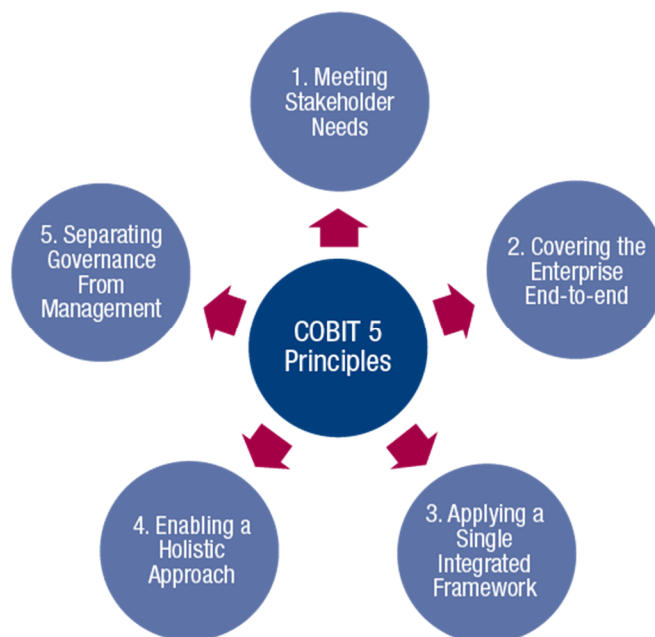 1. Meeting
Stakeholder
Needs
2. Covering the
Enterprise
End-to-end
3. Applying a
Single
Integrated
Framework
4. Enabling a
Holistic
Approach
5. Separating
Governance
From
Management
COBIT 5
Principles